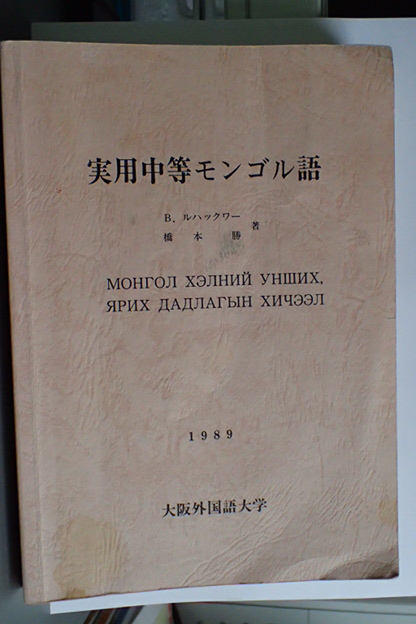 実用中等モンゴル語
B. ルハックワー
橋本 勝 著
МОНГОЛ ХЭЛНИЙ УНШИХ,
ЯРИХ ДАДЛАГЫН ХИЧЭЭЛ
1989
大阪外国語大学